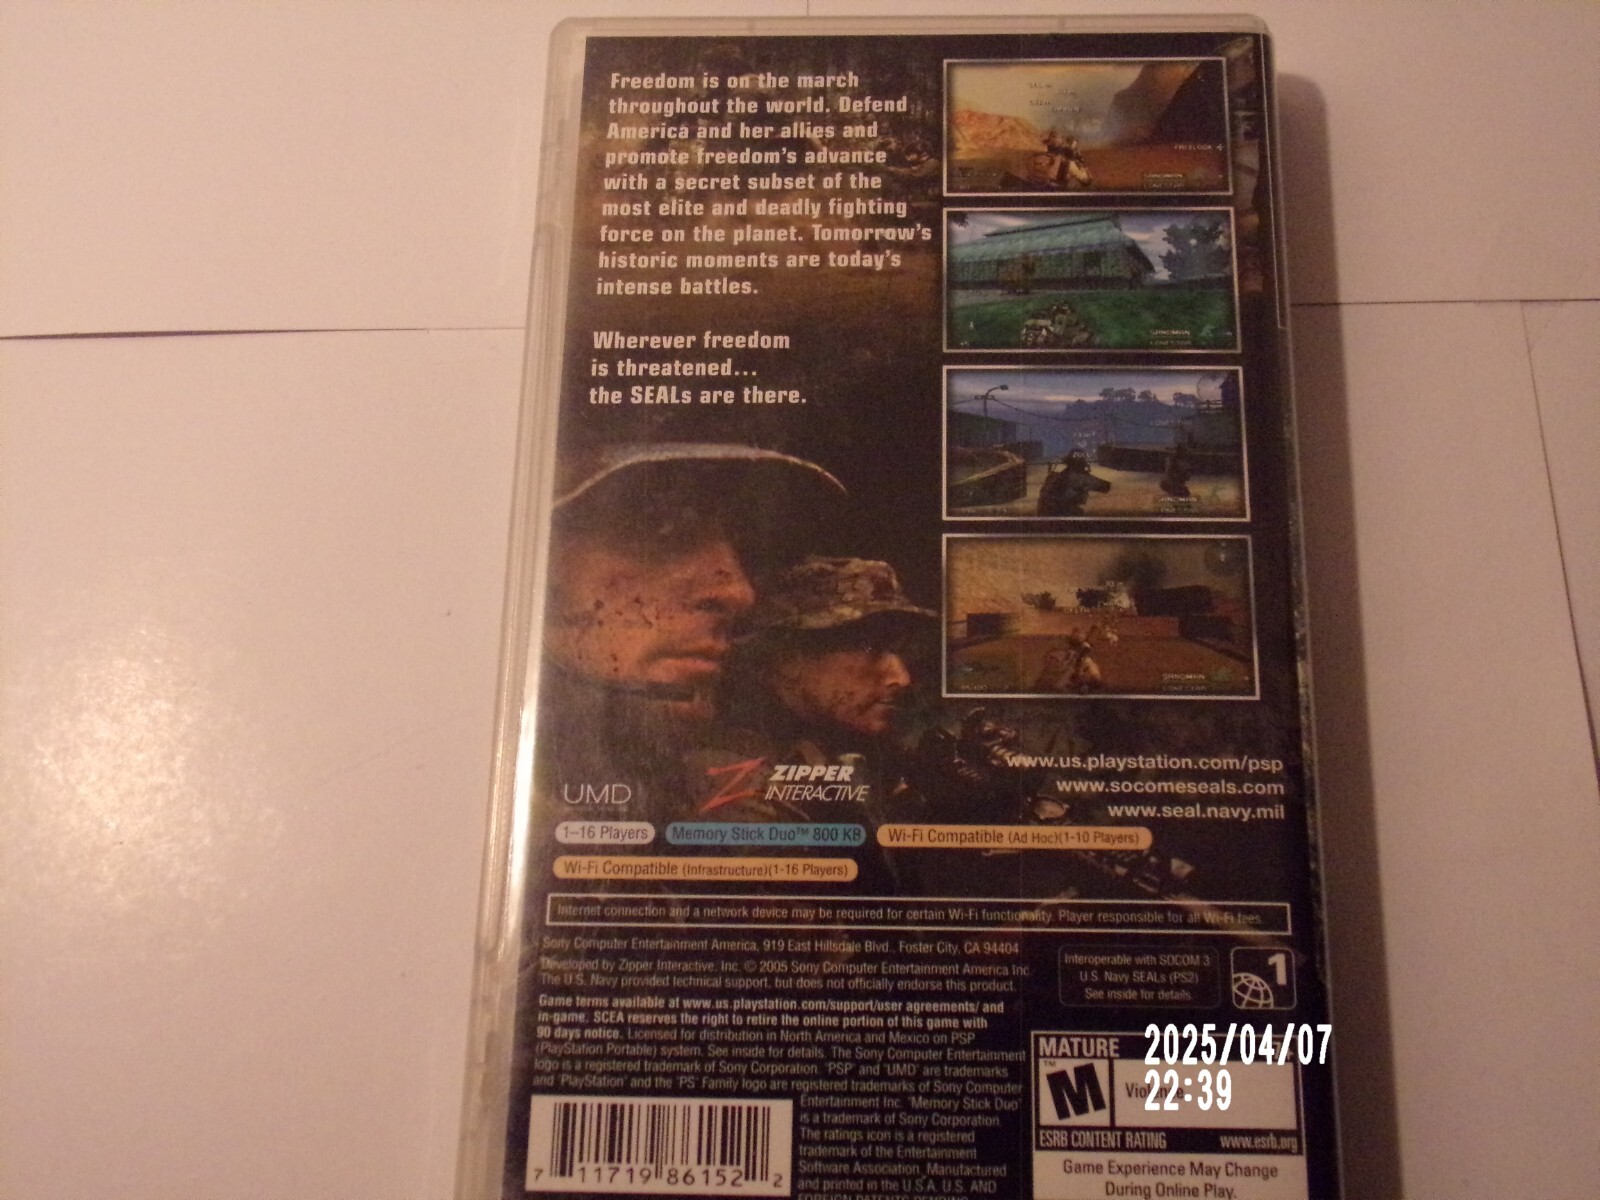 Freedom is on the march
throughout the world. Defend
America and her allies and
promote freedom's advance
with a secret subset of the
most elite and deadly fighting
force on the planet. Tomorrow's
historic moments are today's
intense battles.
Wherever freedom
is threatened...
the SEALs are there.
FREELOOK
SANDMAN
SANDMAN
SANDMAN
SANDMAN
www.us.playstation.com/psp
www.socomeseals.com
www.seal.navy.mil
UMD
ZIPPER
INTERACTIVE
1–16 Players
Memory Stick Duo™ 800 KB
Wi-Fi Compatible (Ad Hoc)(1-10 Players)
Wi-Fi Compatible (Infrastructure)(1-16 Players)
Internet connection and a network device may be required for certain Wi-Fi functionality. Player responsible for all Wi-Fi fees.
Sony Computer Entertainment America, 919 East Hillsdale Blvd., Foster City, CA 94404
Developed by Zipper Interactive, Inc. © 2005 Sony Computer Entertainment America Inc.
The U.S. Navy provided technical support, but does not officially endorse this product.
Game terms available at www.us.playstation.com/support/user agreements/ and
in-game. SCEA reserves the right to retire the online portion of this game with
90 days notice. Licensed for distribution in North America and Mexico on PSP
(PlayStation Portable) system. See inside for details. The Sony Computer Entertainment
logo is a registered trademark of Sony Corporation. "PSP" and "UMD" are trademarks
and "PlayStation" and the "PS" Family logo are registered trademarks of Sony Computer
Entertainment Inc. "Memory Stick Duo"
is a trademark of Sony Corporation.
The ratings icon is a registered
trademark of the Entertainment
Software Association. Manufactured
and printed in the U.S.A. U.S. AND
FOREIGN PATENTS PENDING
Interoperable with SOCOM 3
U.S. Navy SEALs (PS2)
See inside for details.
1
MATURE
M
Violence
ESRB CONTENT RATING www.esrb.org
Game Experience May Change
During Online Play.
7 11719 86152 2
2025/04/07
22:39